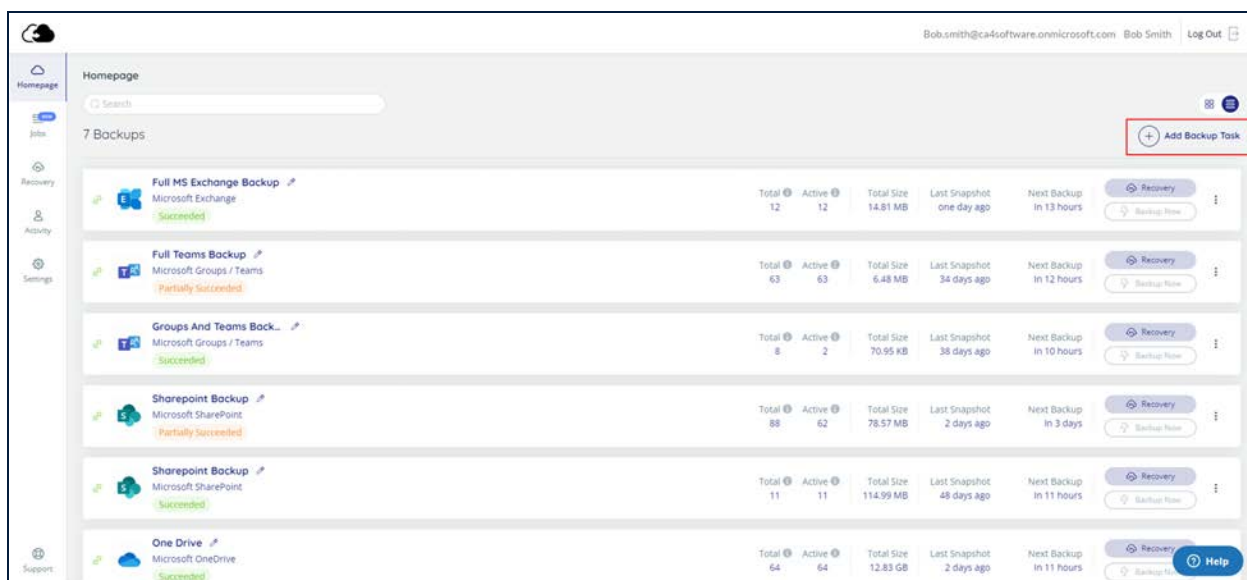 Bob.smith@ca4software.onmicrosoft.com Bob Smith Log Out
Homepage
Homepage
Search
Jobs
7 Backups
Add Backup Task
Recovery
Activity
Settings
Support
Full MS Exchange Backup
Microsoft Exchange
Succeeded
Total Active Total Size Last Snapshot Next Backup
12 12 14.81 MB one day ago In 13 hours
Recovery
Backup Now
Full Teams Backup
Microsoft Groups / Teams
Partially Succeeded
Total Active Total Size Last Snapshot Next Backup
63 63 6.48 MB 34 days ago In 12 hours
Recovery
Backup Now
Groups And Teams Back...
Microsoft Groups / Teams
Succeeded
Total Active Total Size Last Snapshot Next Backup
8 2 70.95 KB 38 days ago In 10 hours
Recovery
Backup Now
Sharepoint Backup
Microsoft SharePoint
Partially Succeeded
Total Active Total Size Last Snapshot Next Backup
88 62 78.57 MB 2 days ago In 3 days
Recovery
Backup Now
Sharepoint Backup
Microsoft SharePoint
Succeeded
Total Active Total Size Last Snapshot Next Backup
11 11 114.99 MB 48 days ago In 11 hours
Recovery
Backup Now
One Drive
Microsoft OneDrive
Succeeded
Total Active Total Size Last Snapshot Next Backup
64 64 12.83 GB 2 days ago In 11 hours
Recovery
Backup
Help